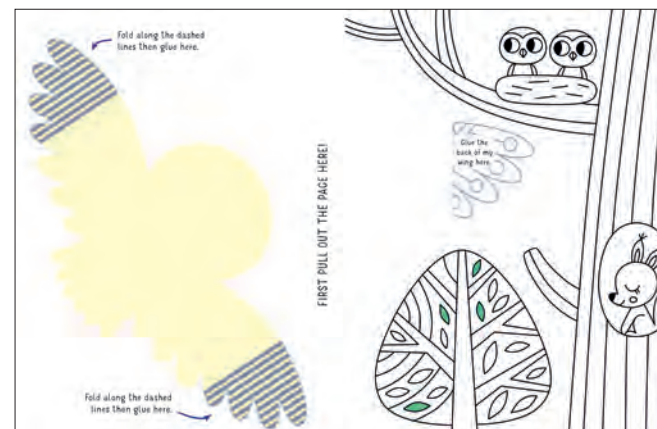 Fold along the dashed
lines then glue here.
FIRST PULL OUT THE PAGE HERE!
Glue the
back of my
wing here.
Fold along the dashed
lines then glue here.